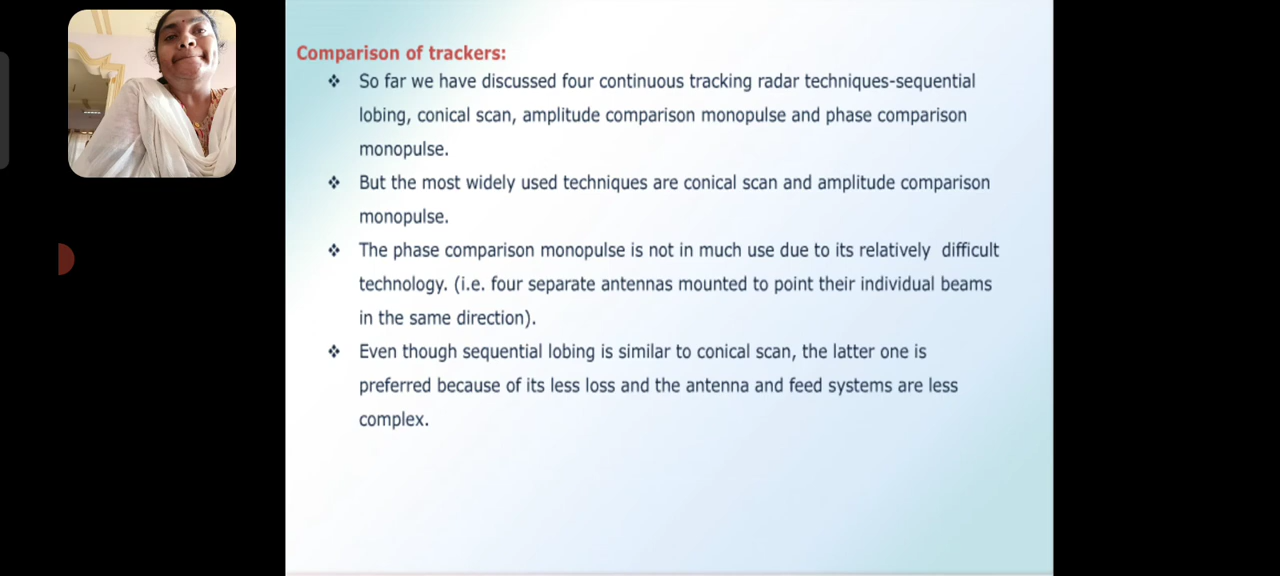 Comparison of trackers:
❖ So far we have discussed four continuous tracking radar techniques-sequential
lobing, conical scan, amplitude comparison monopulse and phase comparison
monopulse.
❖ But the most widely used techniques are conical scan and amplitude comparison
monopulse.
❖ The phase comparison monopulse is not in much use due to its relatively difficult
technology. (i.e. four separate antennas mounted to point their individual beams
in the same direction).
❖ Even though sequential lobing is similar to conical scan, the latter one is
preferred because of its less loss and the antenna and feed systems are less
complex.